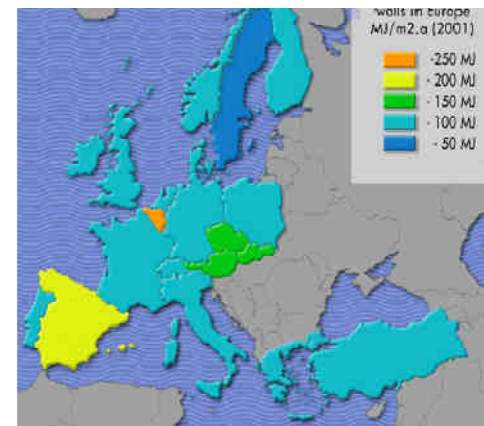 walls in Europe
MJ/m2.a (2001)
-250 MJ
- 200 MJ
- 150 MJ
- 100 MJ
- 50 MJ